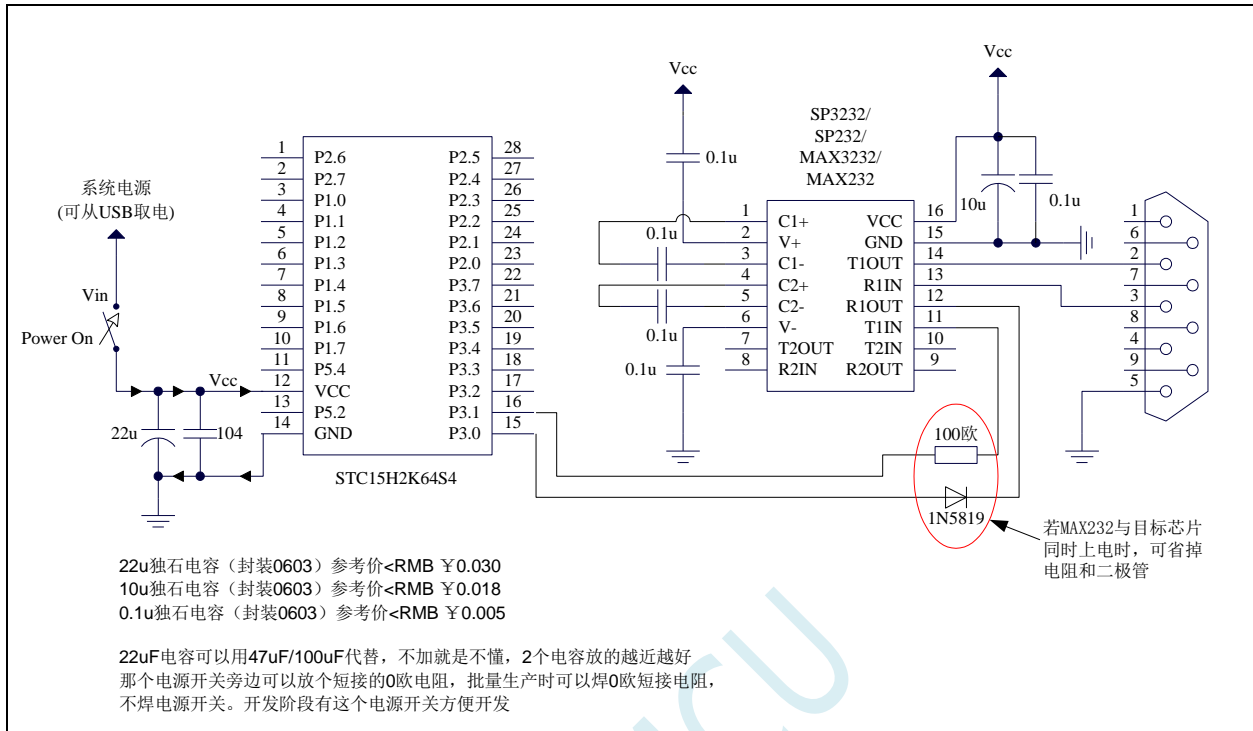 系统电源
(可从USB取电)
Vin
Power On
Vcc
22u
104
1
2
3
4
5
6
7
8
9
10
11
12
13
14
P2.6
P2.7
P1.0
P1.1
P1.2
P1.3
P1.4
P1.5
P1.6
P1.7
P5.4
VCC
P5.2
GND
P2.5
P2.4
P2.3
P2.2
P2.1
P2.0
P3.7
P3.6
P3.5
P3.4
P3.3
P3.2
P3.1
P3.0
28
27
26
25
24
23
22
21
20
19
18
17
16
15
STC15H2K64S4
Vcc
0.1u
0.1u
0.1u
0.1u
SP3232/
SP232/
MAX3232/
MAX232
1
2
3
4
5
6
7
8
C1+
V+
C1-
C2+
C2-
V-
T2OUT
R2IN
VCC
GND
T1OUT
R1IN
R1OUT
T1IN
T2IN
R2OUT
16
15
14
13
12
11
10
9
Vcc
10u
0.1u
1
6
2
7
3
8
4
9
5
100欧
1N5819
若MAX232与目标芯片
同时上电时，可省掉
电阻和二极管
22u独石电容（封装0603）参考价<RMB ￥0.030
10u独石电容（封装0603）参考价<RMB ￥0.018
0.1u独石电容（封装0603）参考价<RMB ￥0.005
22uF电容可以用47uF/100uF代替，不加就是不懂，2个电容放的越近越好
那个电源开关旁边可以放个短接的0欧电阻，批量生产时可以焊0欧短接电阻，
不焊电源开关。开发阶段有这个电源开关方便开发
MCU